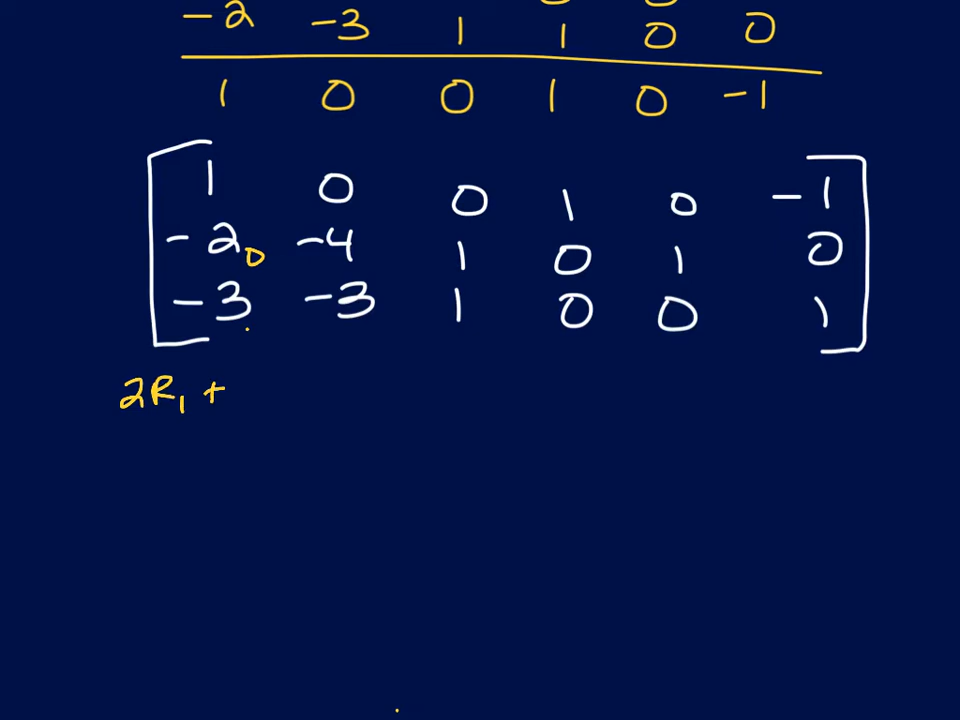 -2 -3 1 1 0 0
1 0 0 1 0 -1
1 0 0 1 0 -1
-2 0 -4 1 0 1 0
-3 -3 1 0 0 1
2R1 +